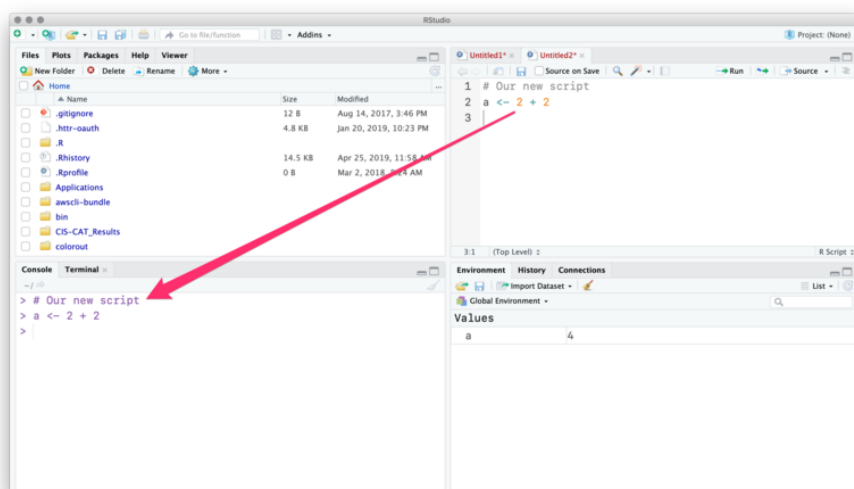 RStudio
Go to file/function
Addins
Project: (None)
Files Plots Packages Help Viewer
New Folder Delete Rename More
Home
Name Size Modified
.gitignore 12 B Aug 14, 2017, 3:46 PM
.httr-oauth 4.8 KB Jan 20, 2019, 10:23 PM
.R
.Rhistory 14.5 KB Apr 25, 2019, 11:58 AM
.Rprofile 0 B Mar 2, 2018, AM
Applications
awscli-bundle
bin
CIS-CAT_Results
colorout
Untitled1* Untitled2*
Source on Save Run Source
1 # Our new script
2 a <- 2 + 2
3
3:1 (Top Level) R Script
Console Terminal
~/
> # Our new script
> a <- 2 + 2
>
Environment History Connections
Import Dataset List
Global Environment
Values
a 4